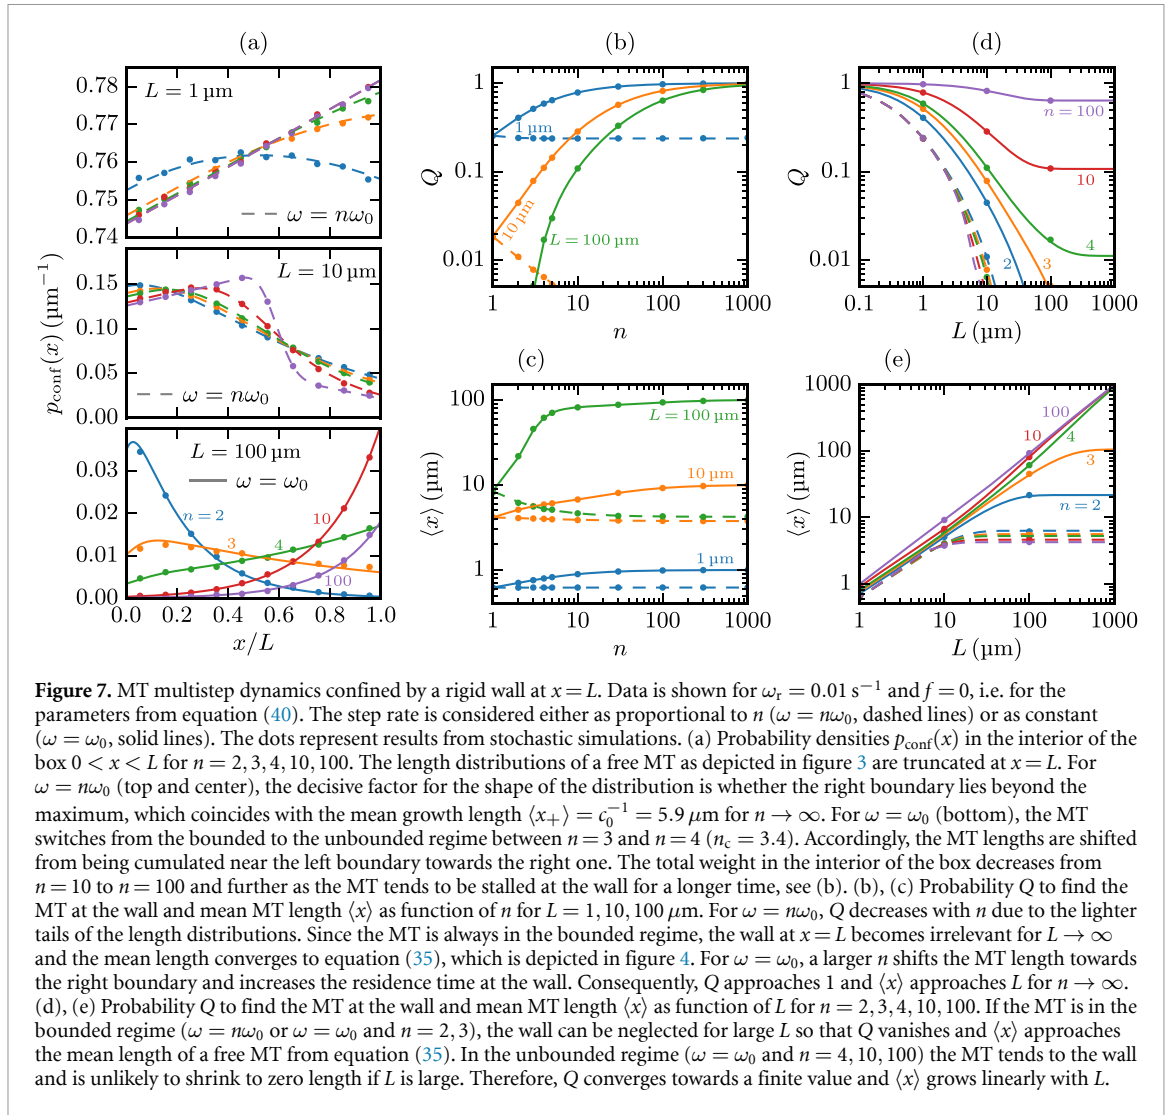 (a)
(b)
(d)
0.78
0.77
0.76
0.75
0.74
L = 1 µm
ω = nω₀
0.15
0.10
0.05
0.00
L = 10 µm
ω = nω₀
p_conf(x) (µm⁻¹)
0.03
0.02
0.01
0.00
L = 100 µm
ω = ω₀
n = 2
3
4
10
100
0.0 0.2 0.4 0.6 0.8 1.0
x/L
1
0.1
0.01
Q
1 µm
10 µm
L = 100 µm
1 10 100 1000
n
1
0.1
0.01
Q
n = 100
10
4
3
2
0.1 1 10 100 1000
L (µm)
(c)
(e)
100
10
1
⟨x⟩ (µm)
L = 100 µm
10 µm
1 µm
1 10 100 1000
n
1000
100
10
1
⟨x⟩ (µm)
100
10
4
3
n = 2
1 10 100 1000
L (µm)
Figure 7. MT multistep dynamics confined by a rigid wall at x = L. Data is shown for ωᵣ = 0.01 s⁻¹ and f = 0, i.e. for the
parameters from equation (40). The step rate is considered either as proportional to n (ω = nω₀, dashed lines) or as constant
(ω = ω₀, solid lines). The dots represent results from stochastic simulations. (a) Probability densities p_conf(x) in the interior of the
box 0 < x < L for n = 2, 3, 4, 10, 100. The length distributions of a free MT as depicted in figure 3 are truncated at x = L. For
ω = nω₀ (top and center), the decisive factor for the shape of the distribution is whether the right boundary lies beyond the
maximum, which coincides with the mean growth length ⟨x₊⟩ = c₀⁻¹ = 5.9 µm for n → ∞. For ω = ω₀ (bottom), the MT
switches from the bounded to the unbounded regime between n = 3 and n = 4 (n_c = 3.4). Accordingly, the MT lengths are shifted
from being cumulated near the left boundary towards the right one. The total weight in the interior of the box decreases from
n = 10 to n = 100 and further as the MT tends to be stalled at the wall for a longer time, see (b). (b), (c) Probability Q to find the
MT at the wall and mean MT length ⟨x⟩ as function of n for L = 1, 10, 100 µm. For ω = nω₀, Q decreases with n due to the lighter
tails of the length distributions. Since the MT is always in the bounded regime, the wall at x = L becomes irrelevant for L → ∞
and the mean length converges to equation (35), which is depicted in figure 4. For ω = ω₀, a larger n shifts the MT length towards
the right boundary and increases the residence time at the wall. Consequently, Q approaches 1 and ⟨x⟩ approaches L for n → ∞.
(d), (e) Probability Q to find the MT at the wall and mean MT length ⟨x⟩ as function of L for n = 2, 3, 4, 10, 100. If the MT is in the
bounded regime (ω = nω₀ or ω = ω₀ and n = 2, 3), the wall can be neglected for large L so that Q vanishes and ⟨x⟩ approaches
the mean length of a free MT from equation (35). In the unbounded regime (ω = ω₀ and n = 4, 10, 100) the MT tends to the wall
and is unlikely to shrink to zero length if L is large. Therefore, Q converges towards a finite value and ⟨x⟩ grows linearly with L.